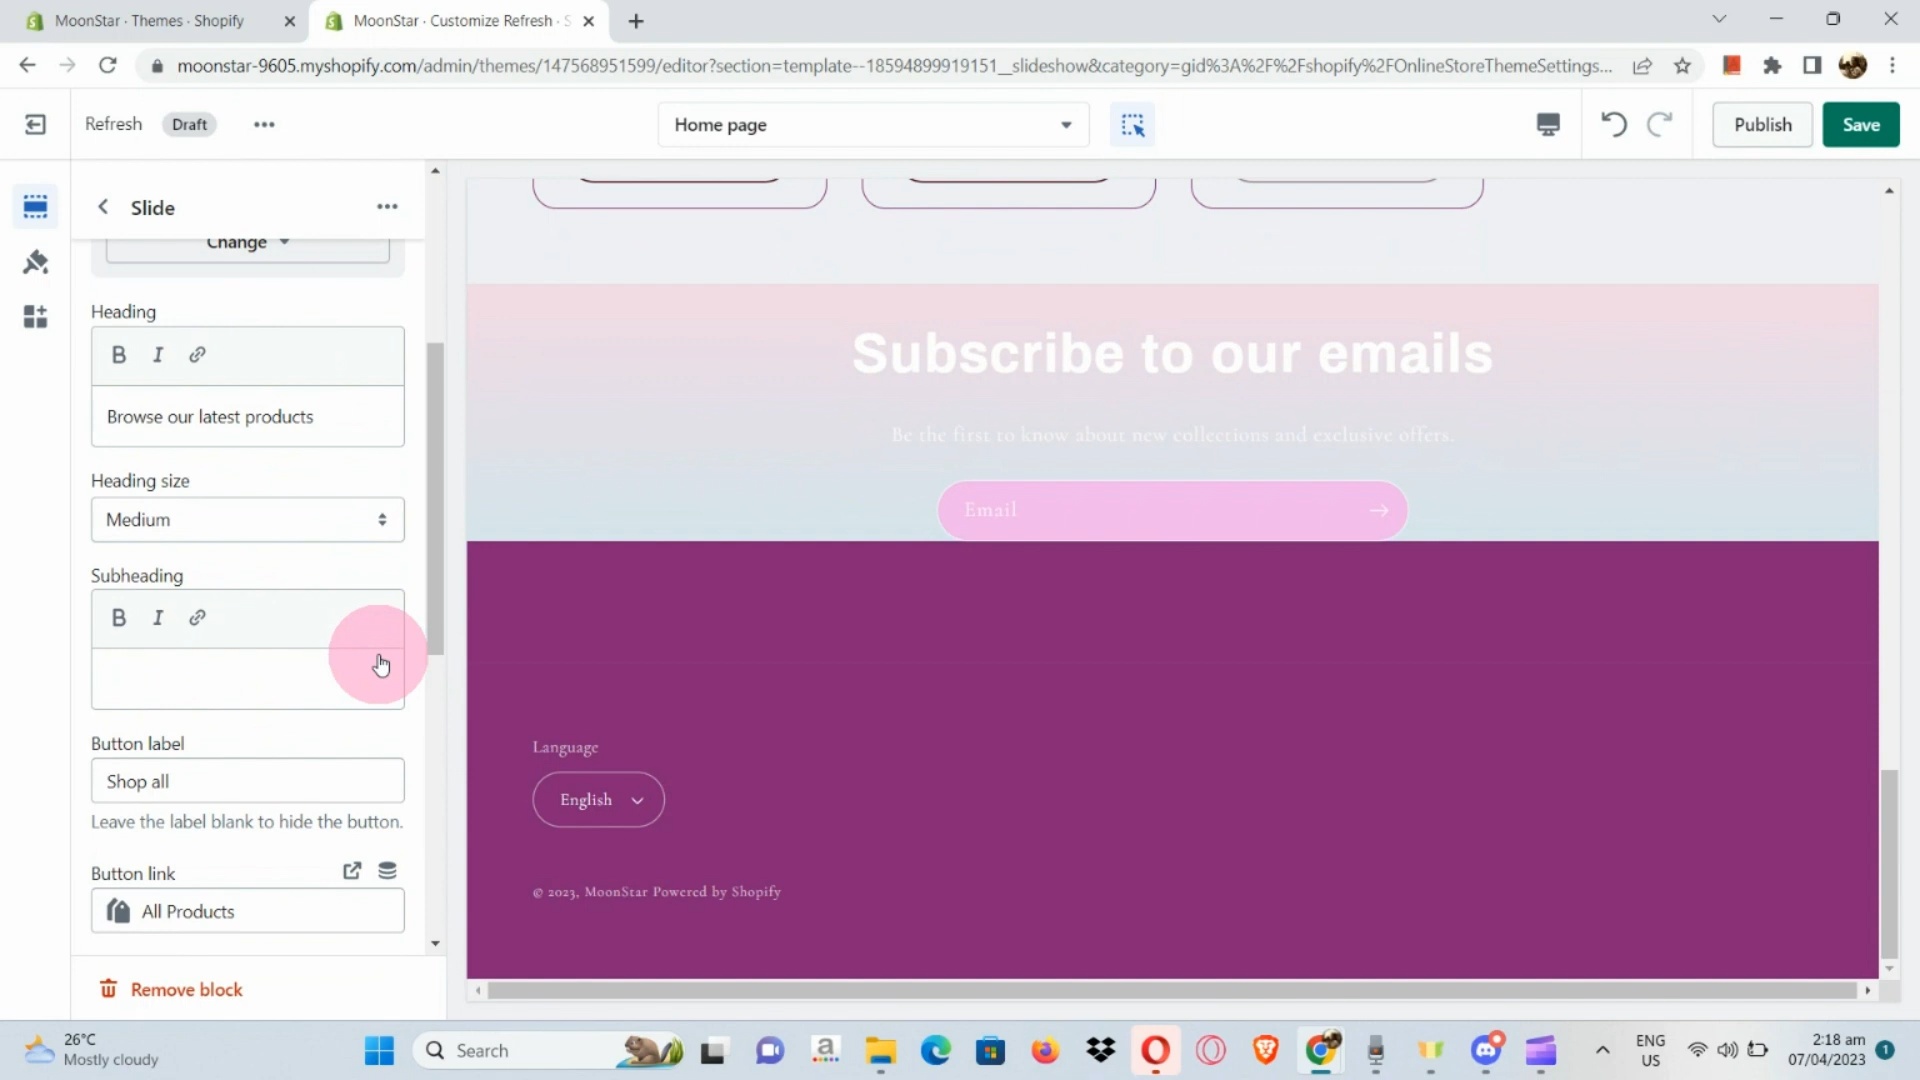 MoonStar · Themes · Shopify
MoonStar · Customize Refresh · S
moonstar-9605.myshopify.com/admin/themes/147568951599/editor?section=template--18594899919151__slideshow&category=gid%3A%2F%2Fshopify%2FOnlineStoreThemeSettings...
Refresh
Draft
Home page
Publish
Save
Slide
Change
Heading
B I
Browse our latest products
Heading size
Medium
Subheading
B I
Button label
Shop all
Leave the label blank to hide the button.
Button link
All Products
Remove block
Subscribe to our emails
Be the first to know about new collections and exclusive offers.
Email
Language
English
© 2023, MoonStar Powered by Shopify
26°C
Mostly cloudy
Search
a
ENG
US
2:18 am
07/04/2023
1